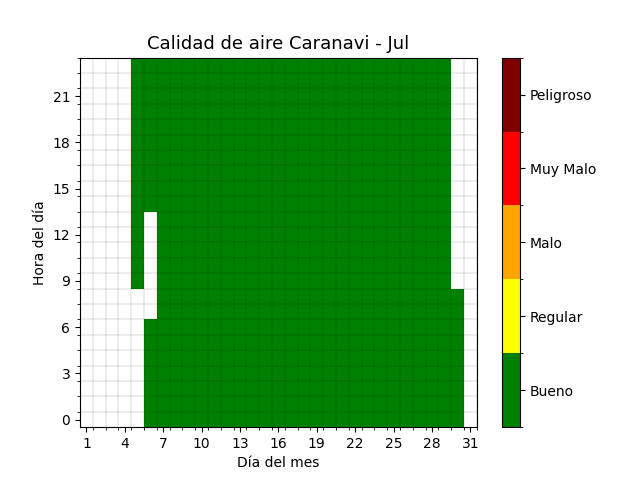 Calidad de aire Caranavi - Jul
21
18
15
12
9
6
3
0
Hora del día
1 4 7 10 13 16 19 22 25 28 31
Día del mes
Peligroso
Muy Malo
Malo
Regular
Bueno